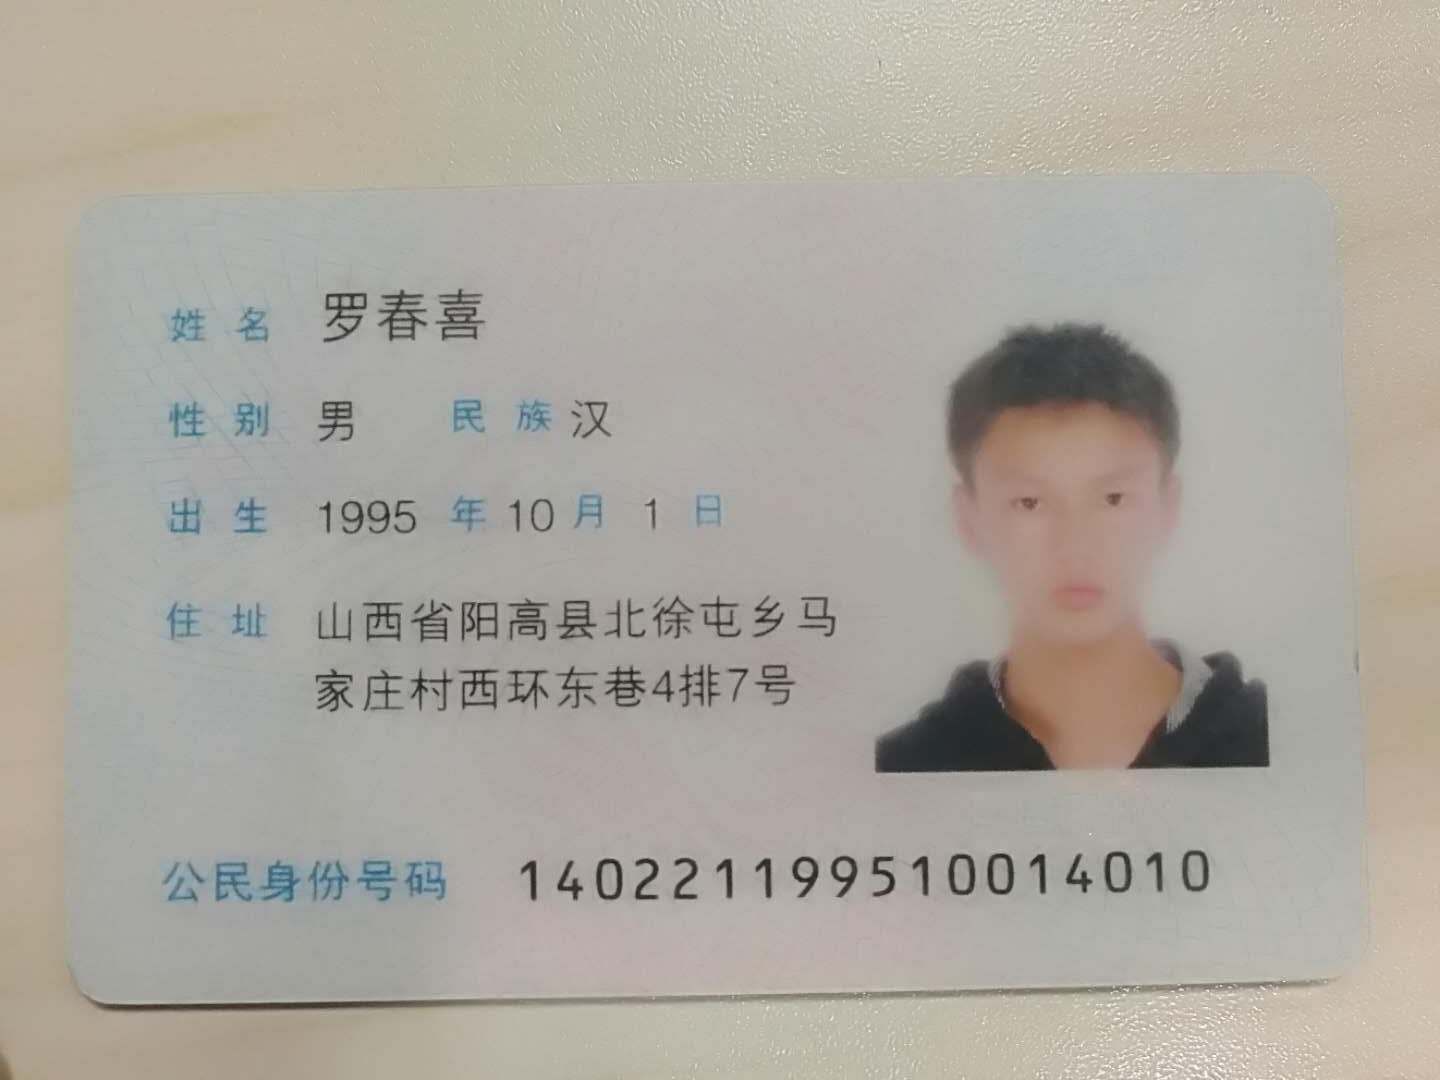 姓名 罗春喜
性别 男 民族 汉
出生 1995 年 10 月 1 日
住址 山西省阳高县北徐屯乡马
家庄村西环东巷4排7号
公民身份号码 140221199510014010